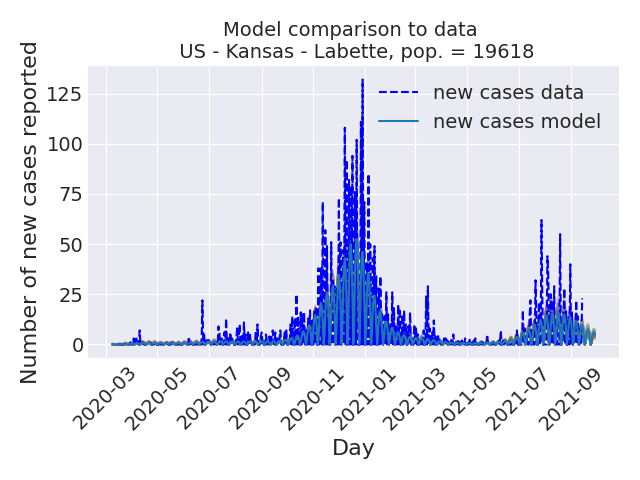 Model comparison to data
US - Kansas - Labette, pop. = 19618
Number of new cases reported
125
100
75
50
25
0
new cases data
new cases model
2020-03
2020-05
2020-07
2020-09
2020-11
2021-01
2021-03
2021-05
2021-07
2021-09
Day